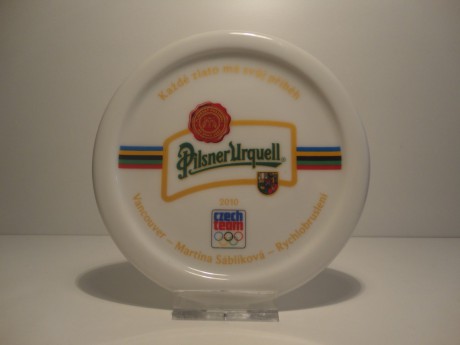 Každé zlato má svůj příběh
Pilsner Urquell
2010
czech
team
Vancouver – Martina Sáblíková – Rychlobruslení